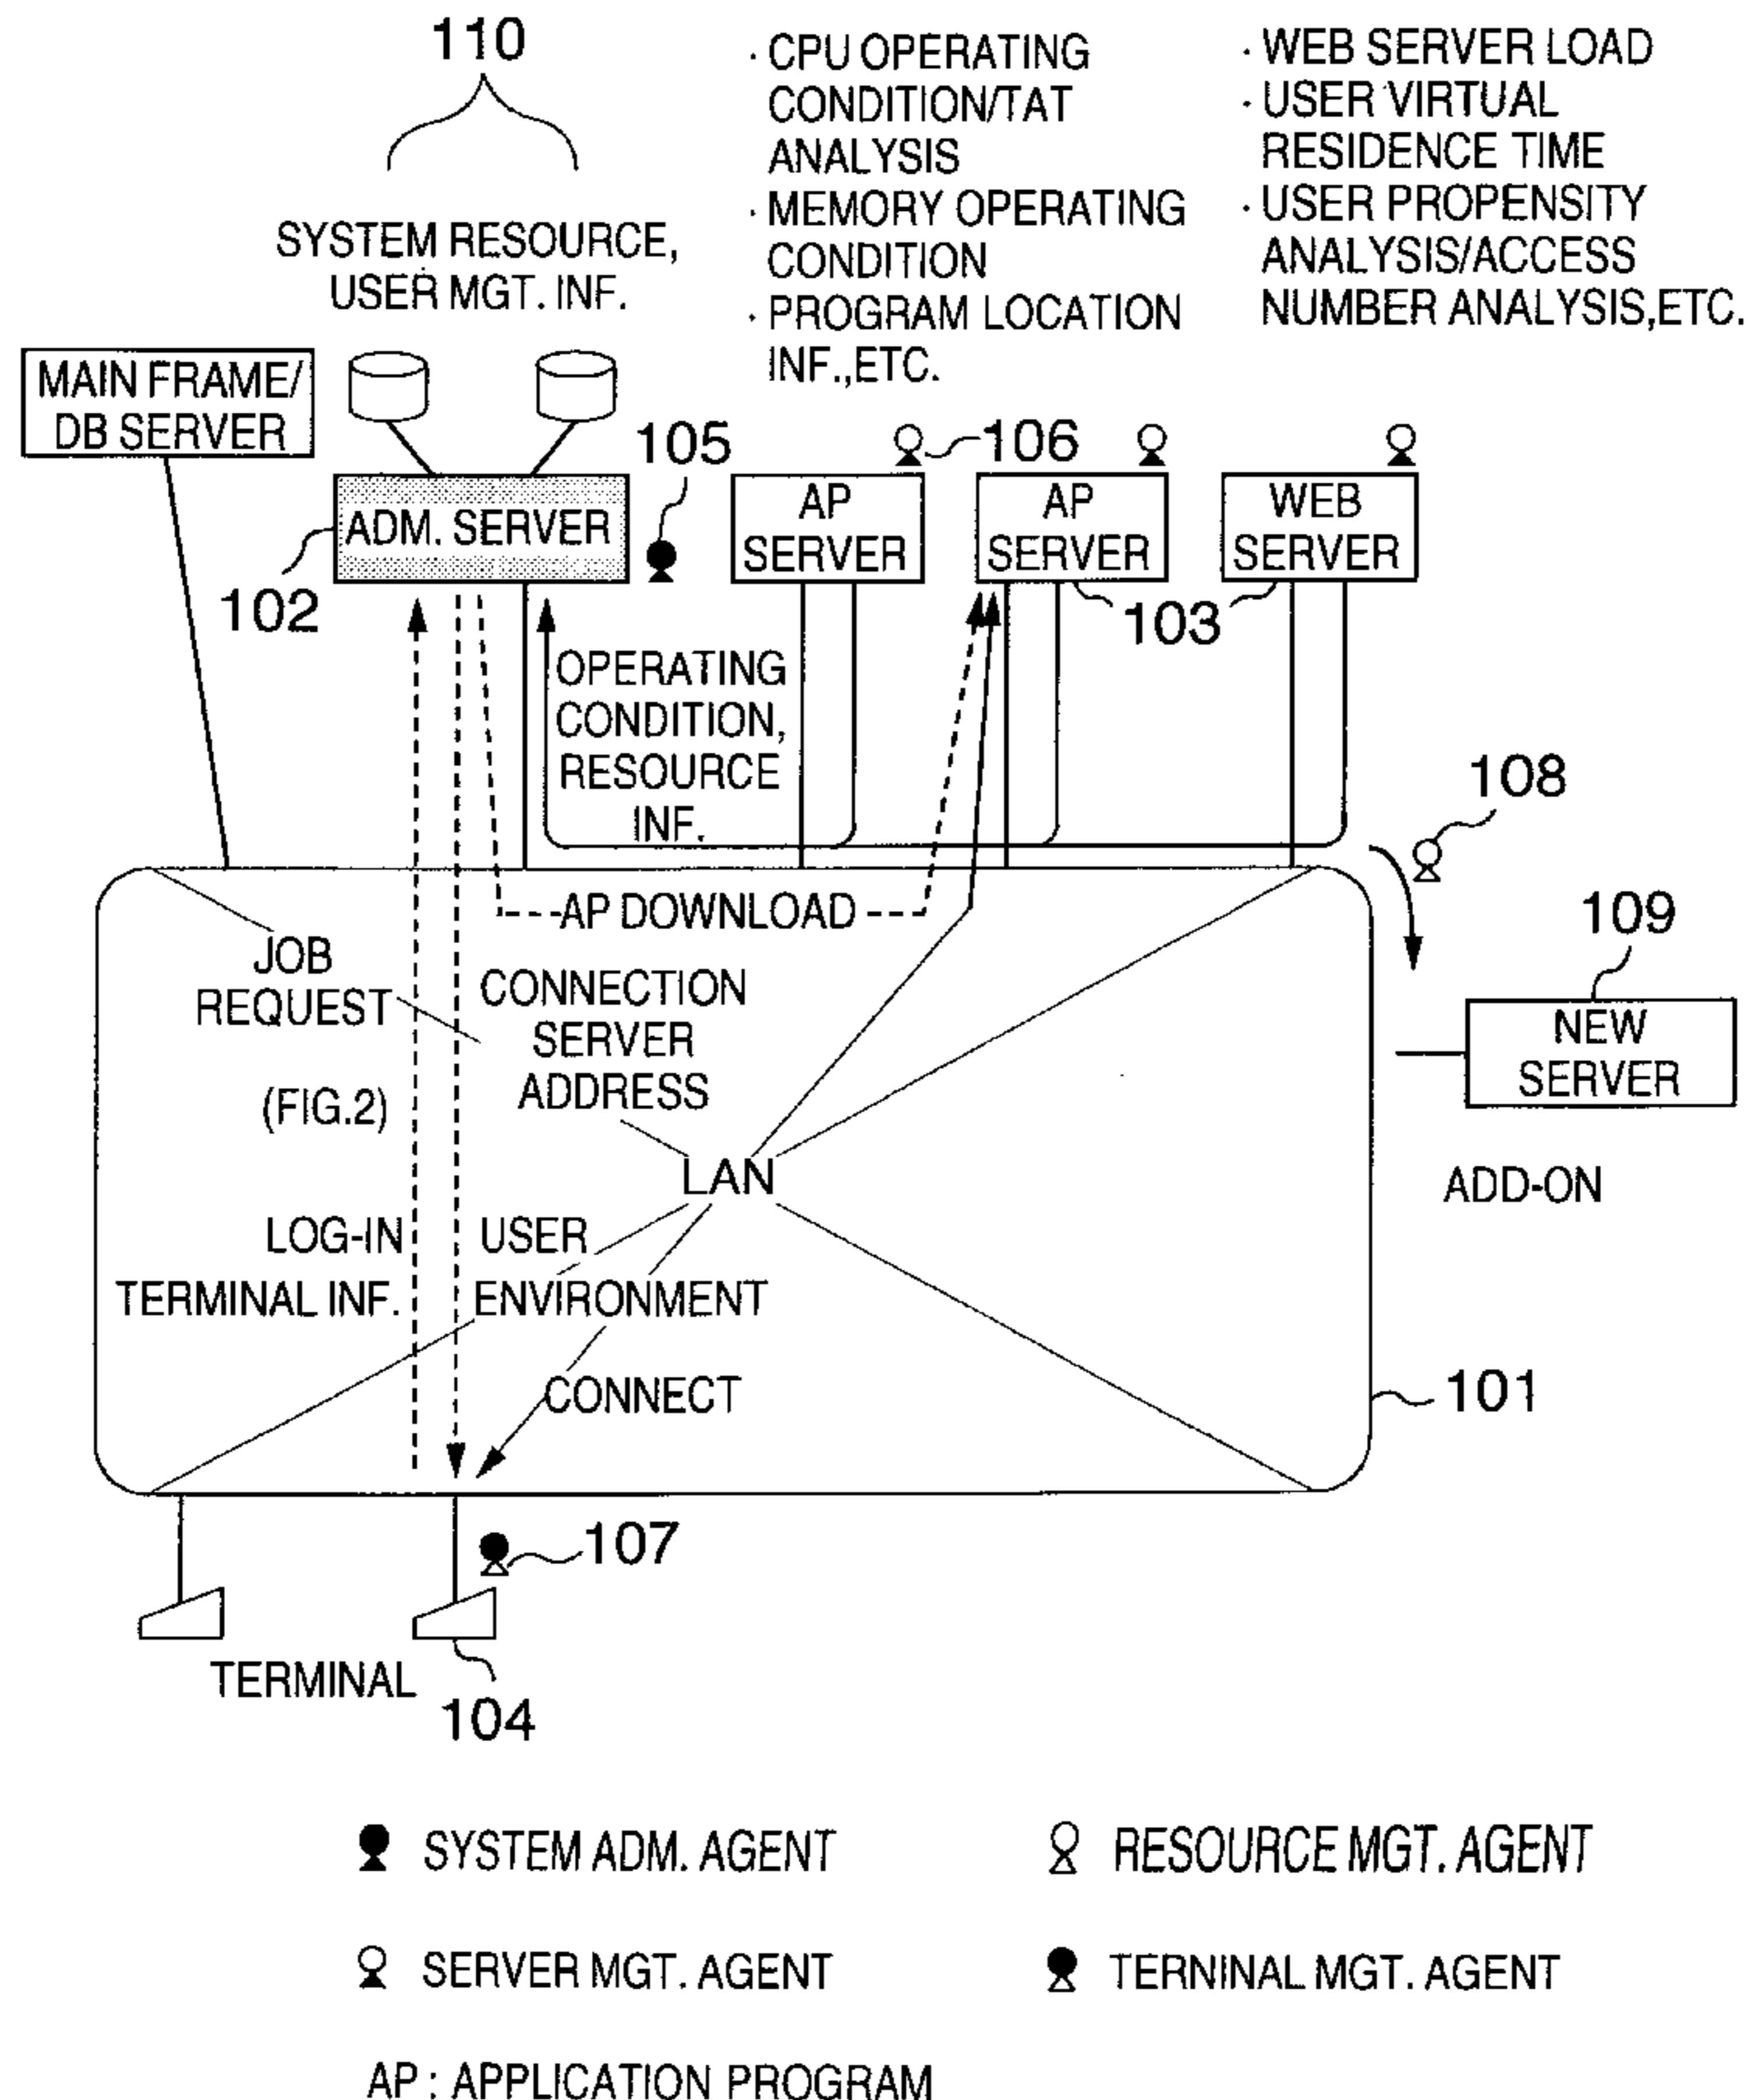 110
· CPU OPERATING
CONDITION/TAT
ANALYSIS
· MEMORY OPERATING
CONDITION
· PROGRAM LOCATION
INF.,ETC.
· WEB SERVER LOAD
· USER VIRTUAL
RESIDENCE TIME
· USER PROPENSITY
ANALYSIS/ACCESS
NUMBER ANALYSIS,ETC.
SYSTEM RESOURCE,
USER MGT. INF.
MAIN FRAME/
DB SERVER
105
106
ADM. SERVER
AP
SERVER
AP
SERVER
WEB
SERVER
102
103
OPERATING
CONDITION,
RESOURCE
INF.
108
AP DOWNLOAD
109
JOB
REQUEST
CONNECTION
SERVER
ADDRESS
NEW
SERVER
(FIG.2)
LAN
ADD-ON
LOG-IN
TERMINAL INF.
USER
ENVIRONMENT
CONNECT
101
107
TERMINAL
104
SYSTEM ADM. AGENT
RESOURCE MGT. AGENT
SERVER MGT. AGENT
TERNINAL MGT. AGENT
AP : APPLICATION PROGRAM